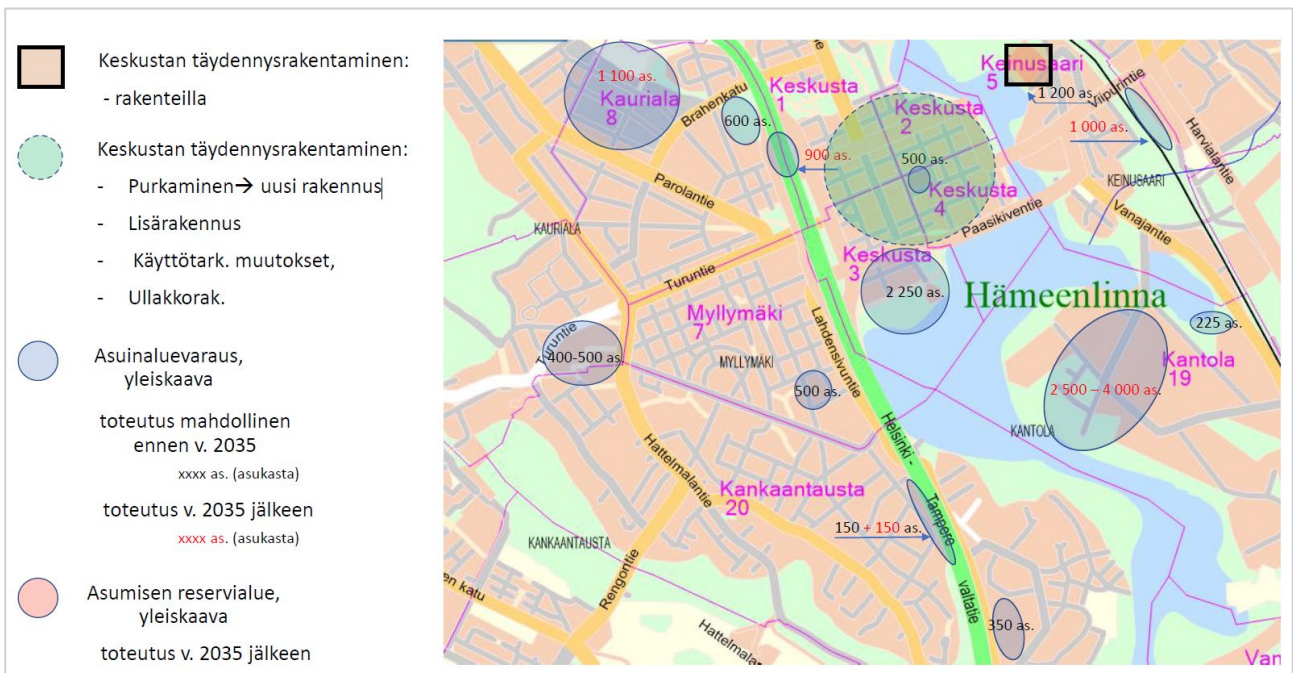 Keskustan täydennysrakentaminen:
- rakenteilla
Keskustan täydennysrakentaminen:
- Purkaminen→ uusi rakennus
- Lisärakennus
- Käyttötark. muutokset,
- Ullakkorak.
Asuinaluevaraus,
yleiskaava
toteutus mahdollinen
ennen v. 2035
xxxx as. (asukasta)
toteutus v. 2035 jälkeen
xxxx as. (asukasta)
Asumisen reservialue,
yleiskaava
toteutus v. 2035 jälkeen
1 100 as.
Kauriala
8
Brahenkatu
Keskusta
1
600 as.
900 as.
Keskusta
2
500 as.
Keskusta
4
Keinusaari
5
1 200 as.
Viipurintie
1 000 as.
Harvialantie
KEINUSAARI
Vanajantie
Parolantie
KAURIALA
Paasikiventie
Turuntie
Keskusta
3
2 250 as.
Hämeenlinna
225 as.
Myllymäki
7
MYLLYMÄKI
Lahdensivuntie
Turuntie
400-500 as.
500 as.
Kantola
19
2 500 – 4 000 as.
KANTOLA
Helsinki -
Tampere
valtatie
Hattelmalantie
Kankaantausta
20
KANKAANTAUSTA
150 + 150 as.
Rengontie
en katu
Hattelmala
350 as.
Van